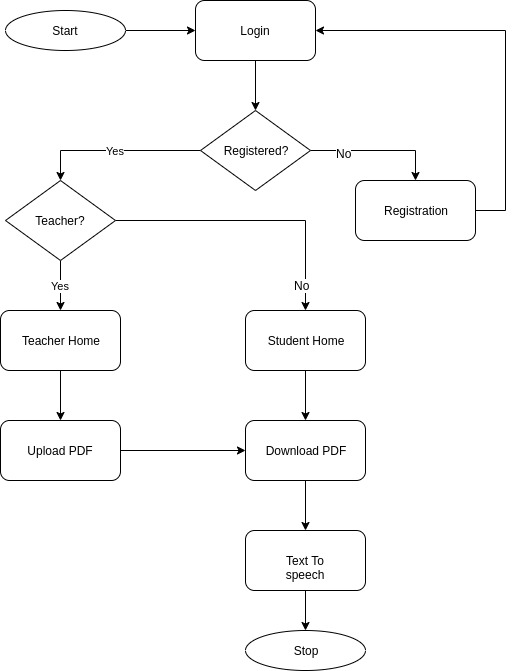 Start
Login
Registered?
Yes
No
Registration
Teacher?
Yes
No
Teacher Home
Student Home
Upload PDF
Download PDF
Text To
speech
Stop